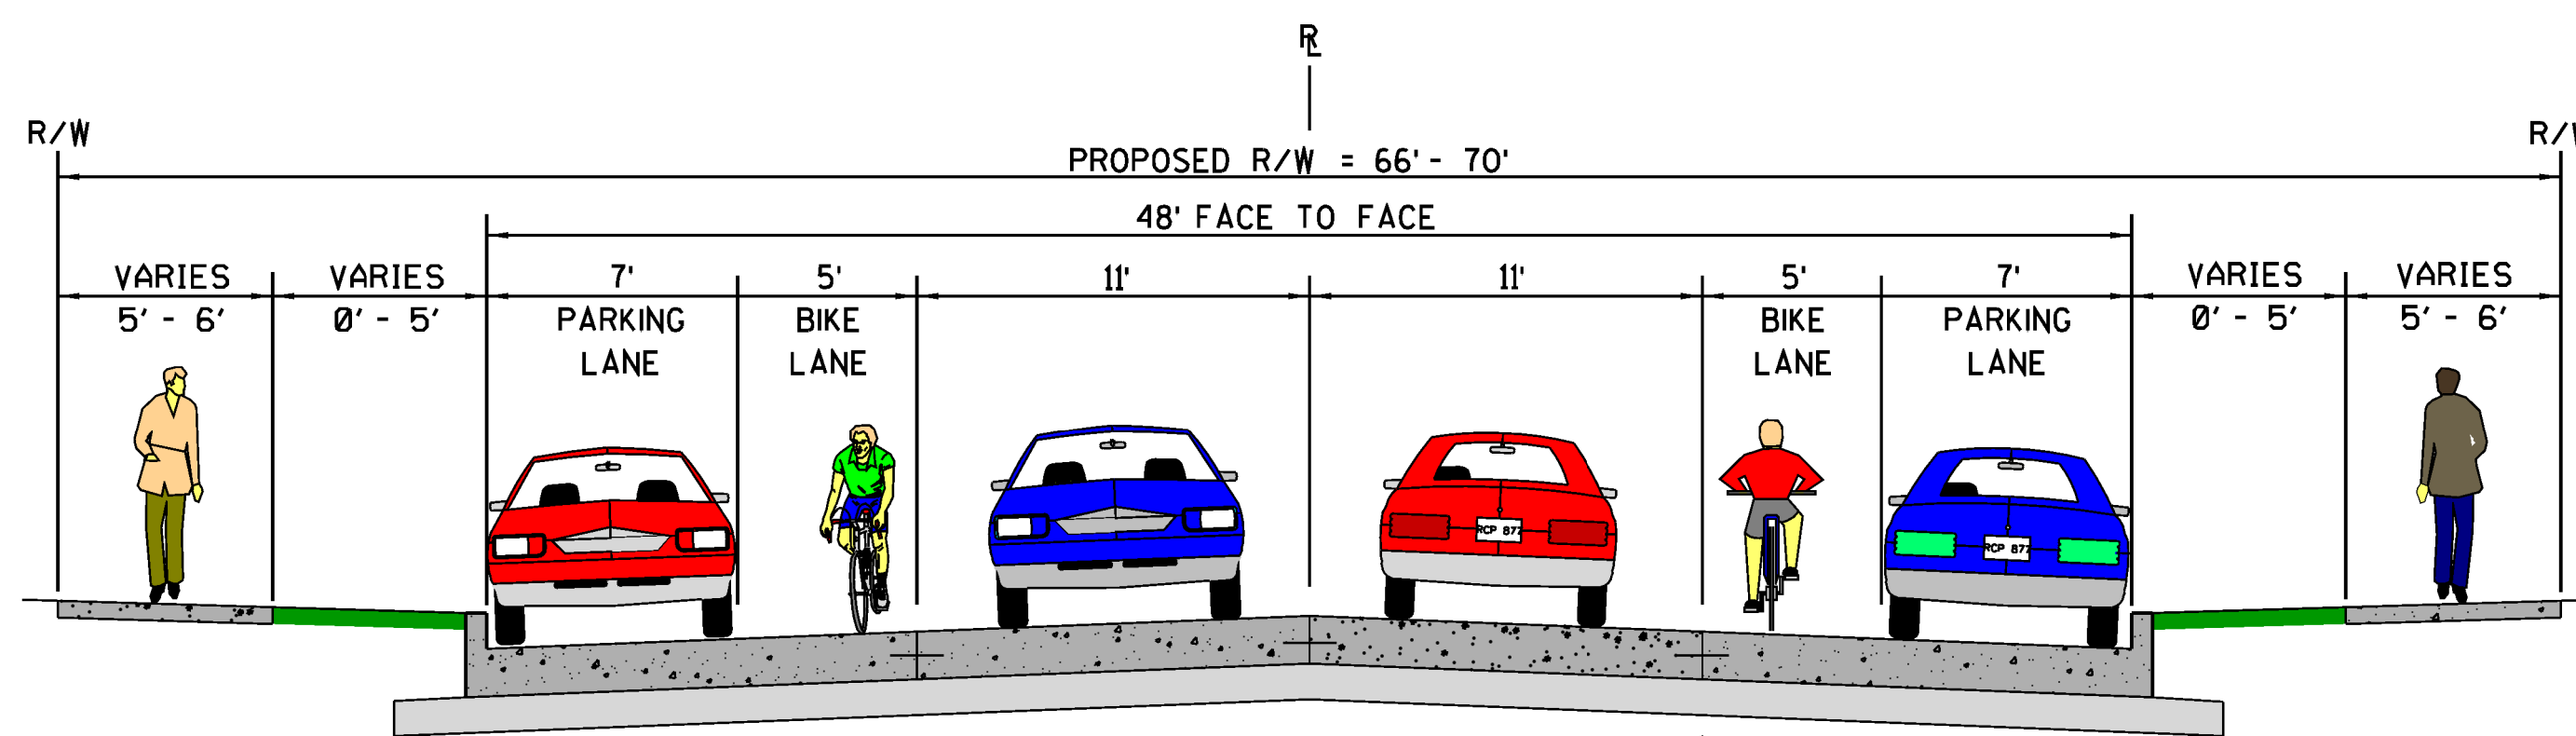 RL
R/W
R/W
PROPOSED R/W = 66' - 70'
48' FACE TO FACE
VARIES VARIES 7' 5' 11' 11' 5' 7' VARIES VARIES
5' - 6' 0' - 5' PARKING BIKE BIKE PARKING 0' - 5' 5' - 6'
LANE LANE LANE LANE
RCP 877 RCP 877